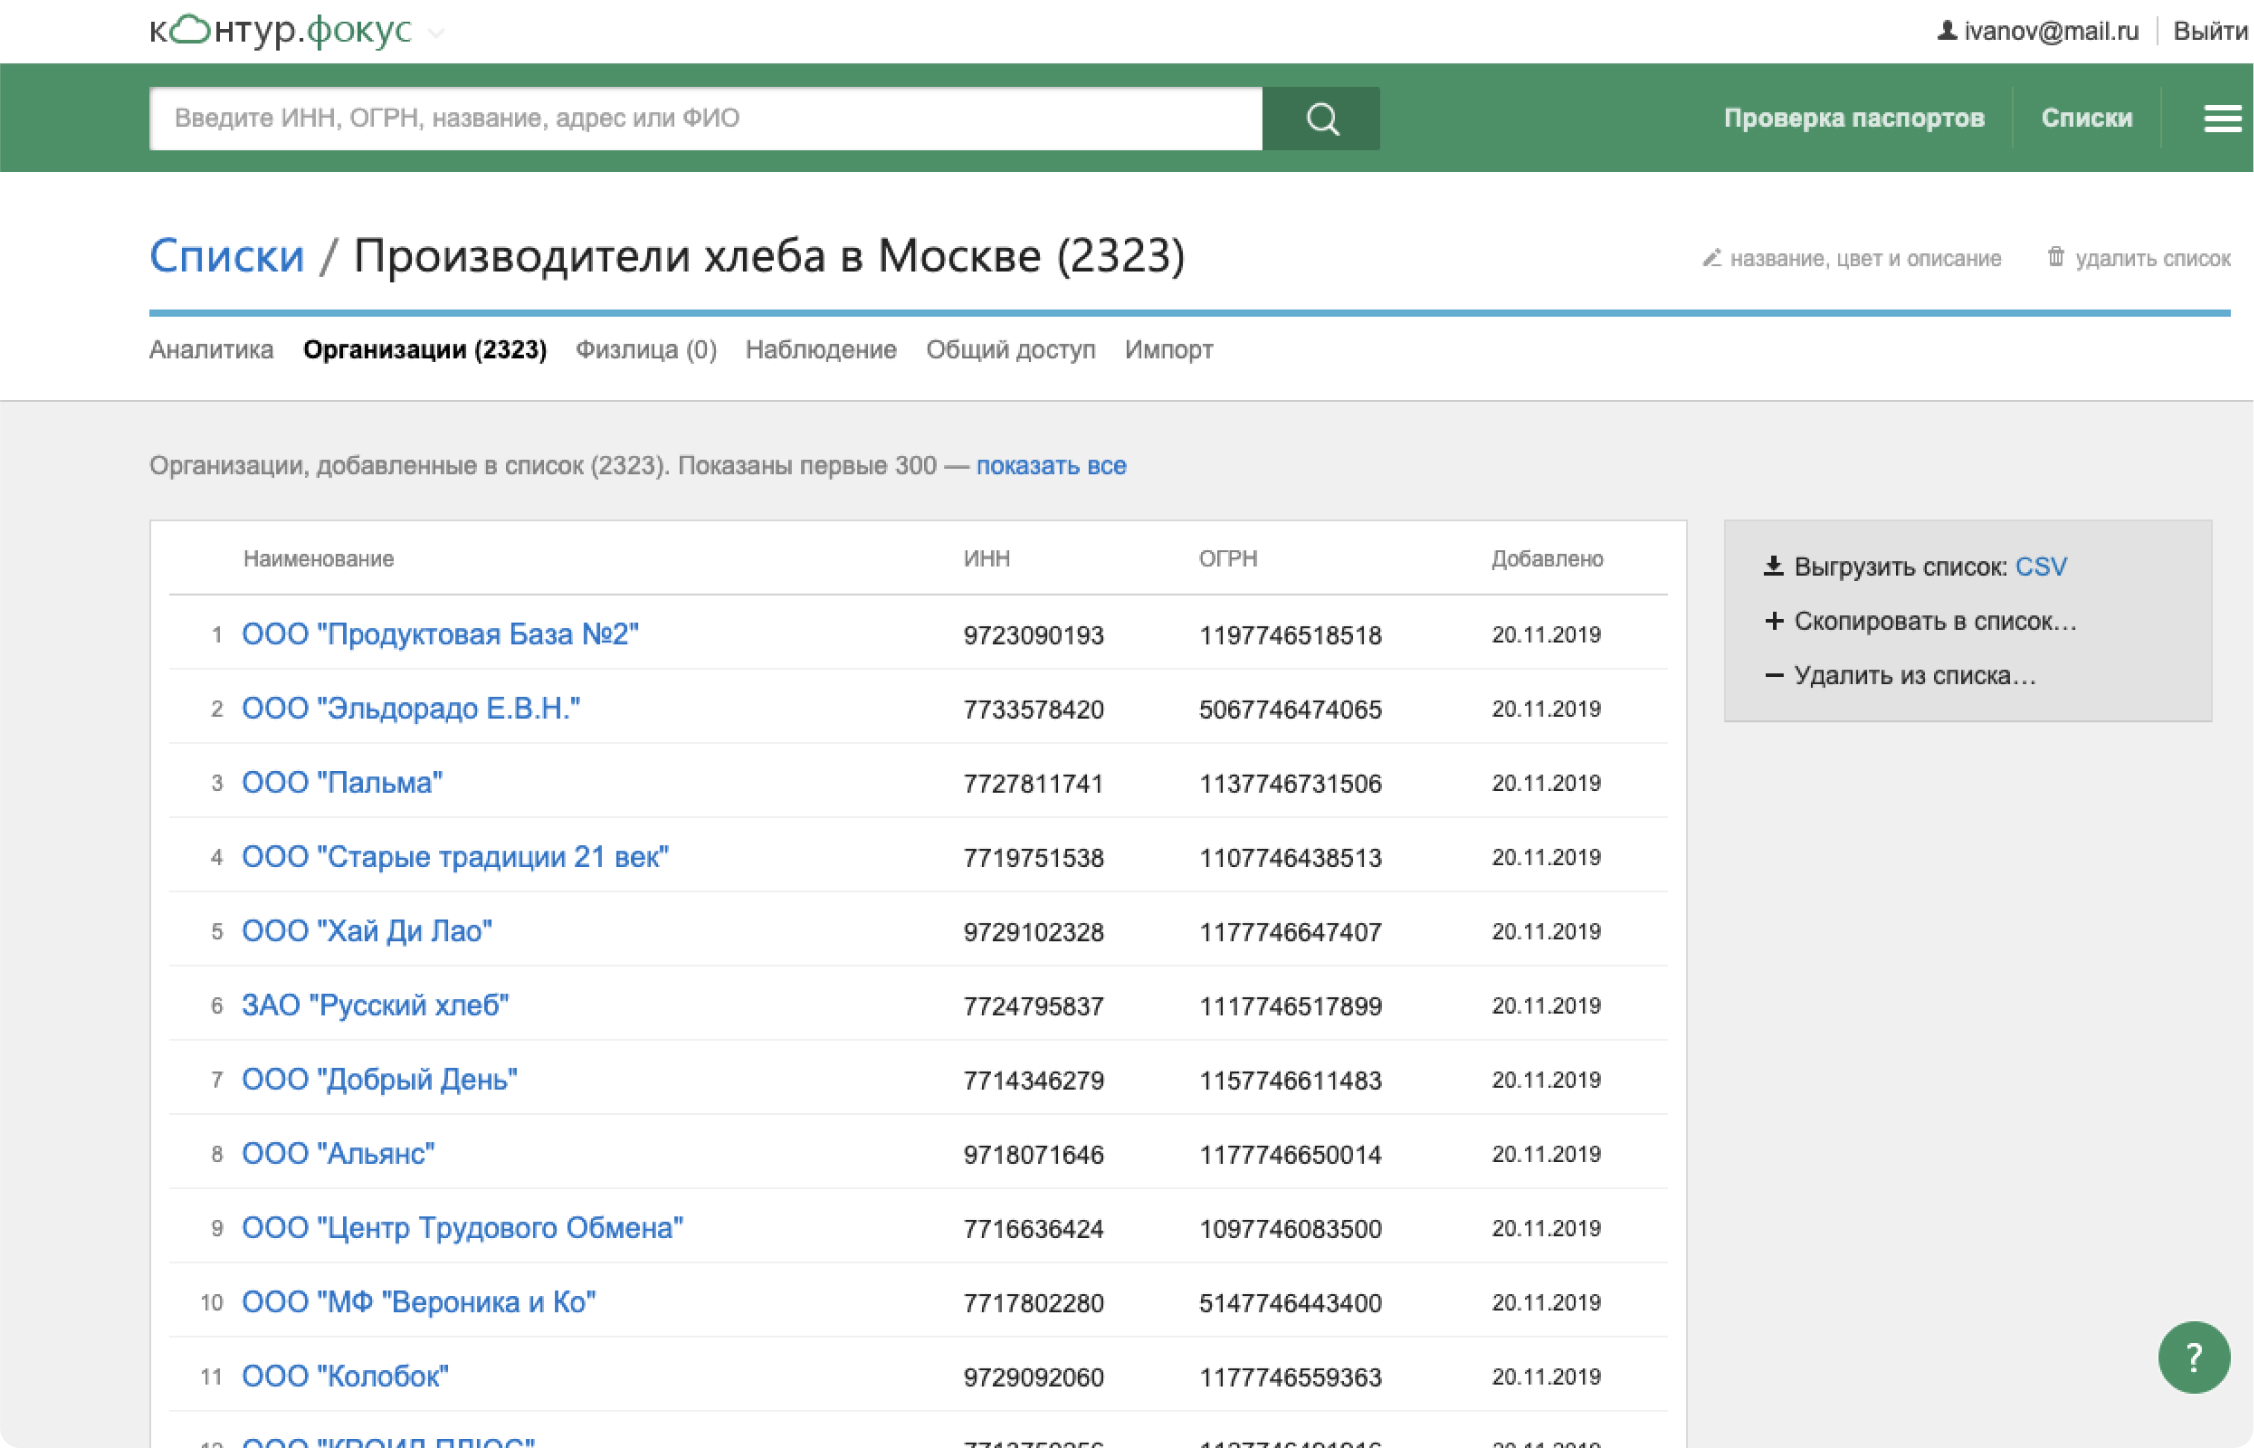 контур.фокус
ivanov@mail.ru
Выйти
Введите ИНН, ОГРН, название, адрес или ФИО
Проверка паспортов
Списки
Списки / Производители хлеба в Москве (2323)
название, цвет и описание
удалить список
Аналитика Организации (2323) Физлица (0) Наблюдение Общий доступ Импорт
Организации, добавленные в список (2323). Показаны первые 300 — показать все
Наименование ИНН ОГРН Добавлено
1 ООО "Продуктовая База №2" 9723090193 1197746518518 20.11.2019
2 ООО "Эльдорадо Е.В.Н." 7733578420 5067746474065 20.11.2019
3 ООО "Пальма" 7727811741 1137746731506 20.11.2019
4 ООО "Старые традиции 21 век" 7719751538 1107746438513 20.11.2019
5 ООО "Хай Ди Лао" 9729102328 1177746647407 20.11.2019
6 ЗАО "Русский хлеб" 7724795837 1117746517899 20.11.2019
7 ООО "Добрый День" 7714346279 1157746611483 20.11.2019
8 ООО "Альянс" 9718071646 1177746650014 20.11.2019
9 ООО "Центр Трудового Обмена" 7716636424 1097746083500 20.11.2019
10 ООО "МФ "Вероника и Ко" 7717802280 5147746443400 20.11.2019
11 ООО "Колобок" 9729092060 1177746559363 20.11.2019
Выгрузить список: CSV
+ Скопировать в список...
− Удалить из списка...
?